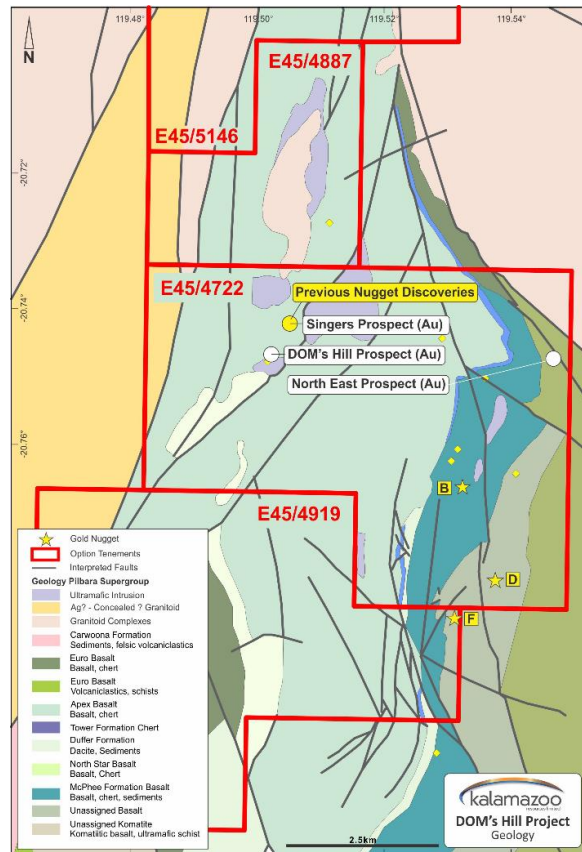 119.48
119.50
119.52
119.54
N
E45/4887
E45/5146
-20.72
E45/4722
-20.74
Previous Nugget Discoveries
Singers Prospect (Au)
DOM's Hill Prospect (Au)
North East Prospect (Au)
-20.76
B
E45/4919
D
F
Gold Nugget
Option Tenements
Interpreted Faults
Geology Pilbara Supergroup
Ultramafic Intrusion
Ag? - Concealed ? Granitoid
Granitoid Complexes
Carwoona Formation
Sediments, felsic volcaniclastics
Euro Basalt
Basalt, chert
Euro Basalt
Volcaniclastics, schists
Apex Basalt
Basalt, chert
Tower Formation Chert
Duffer Formation
Dacite, Sediments
North Star Basalt
Basalt, Chert
McPhee Formation Basalt
Basalt, chert, sediments
Unassigned Basalt
Unassigned Komatite
Komatiitic basalt, ultramafic schist
2.5km
kalamazoo
DOM's Hill Project
Geology